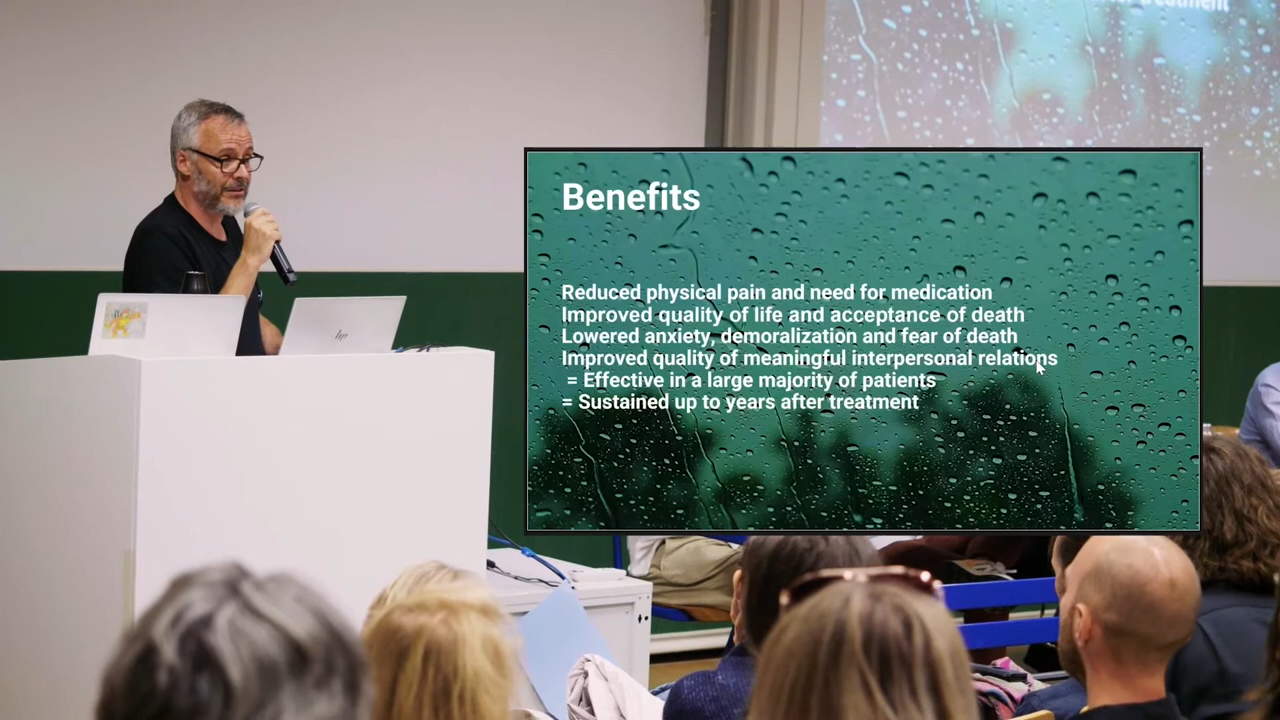 treatment
Benefits
Reduced physical pain and need for medication
Improved quality of life and acceptance of death
Lowered anxiety, demoralization and fear of death
Improved quality of meaningful interpersonal relations
= Effective in a large majority of patients
= Sustained up to years after treatment
hp